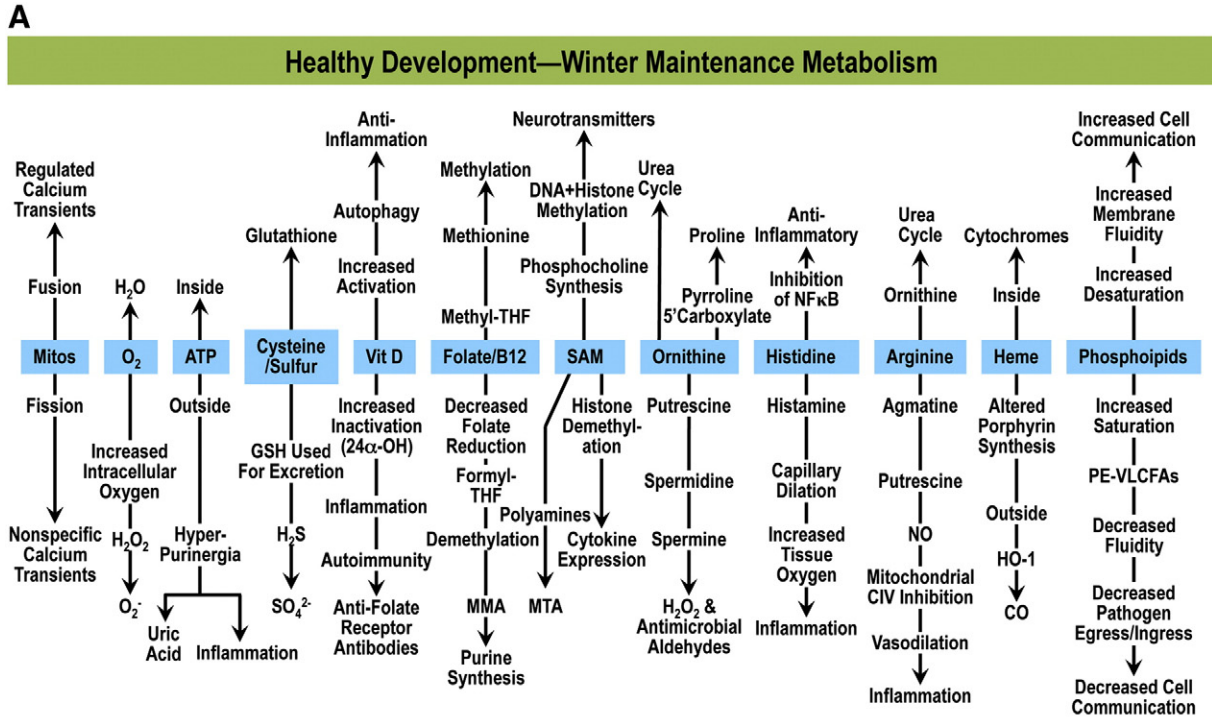 A
Healthy Development—Winter Maintenance Metabolism
Regulated
Calcium
Transients
Fusion
Mitos
Fission
Nonspecific
Calcium
Transients
H₂O
O₂
Increased
Intracellular
Oxygen
H₂O₂
O₂⁻
Inside
ATP
Outside
Hyper-
Purinergia
Uric
Acid
Inflammation
Glutathione
Cysteine
/Sulfur
GSH Used
For Excretion
H₂S
SO₄²⁻
Anti-
Inflammation
Autophagy
Increased
Activation
Vit D
Increased
Inactivation
(24α-OH)
Inflammation
Autoimmunity
Anti-Folate
Receptor
Antibodies
Methylation
Methionine
Methyl-THF
Folate/B12
Decreased
Folate
Reduction
Formyl-
THF
Demethylation
MMA
Purine
Synthesis
Neurotransmitters
DNA+Histone
Methylation
Phosphocholine
Synthesis
SAM
Histone
Demethyl-
ation
Polyamines
Cytokine
Expression
MTA
Urea
Cycle
Proline
Pyrroline
5'Carboxylate
Ornithine
Putrescine
Spermidine
Spermine
H₂O₂ &
Antimicrobial
Aldehydes
Anti-
Inflammatory
Inhibition
of NFκB
Histidine
Histamine
Capillary
Dilation
Increased
Tissue
Oxygen
Inflammation
Urea
Cycle
Ornithine
Arginine
Agmatine
Putrescine
NO
Mitochondrial
CIV Inhibition
Vasodilation
Inflammation
Cytochromes
Inside
Heme
Altered
Porphyrin
Synthesis
Outside
HO-1
CO
Increased Cell
Communication
Increased
Membrane
Fluidity
Increased
Desaturation
Phosphoipids
Increased
Saturation
PE-VLCFAs
Decreased
Fluidity
Decreased
Pathogen
Egress/Ingress
Decreased Cell
Communication